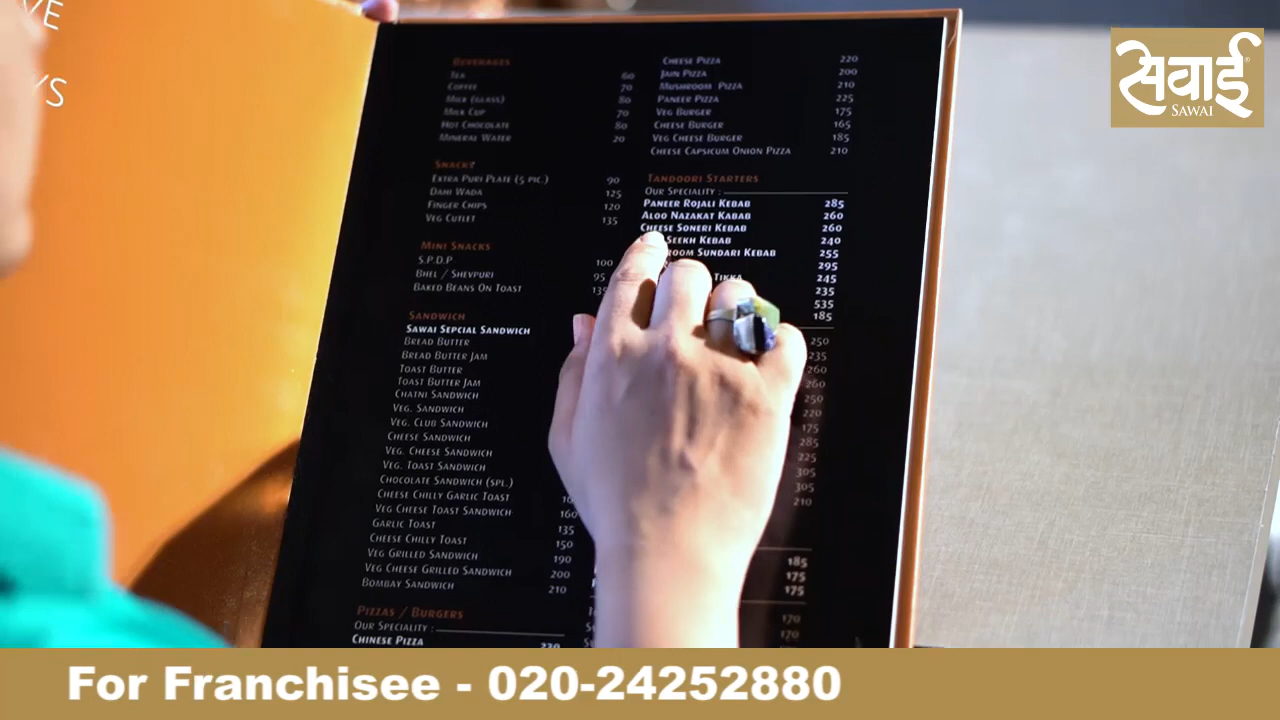 VE
YS
सवाई
SAWAI
BEVERAGES
TEA 60
COFFEE 70
MILK (GLASS) 80
MILK CUP 70
HOT CHOCOLATE 80
MINERAL WATER 20
SNACK?
EXTRA PURI PLATE (5 PIC.) 90
DAHI WADA 125
FINGER CHIPS 120
VEG CUTLET 135
MINI SNACKS
S.P.D.P 100
BHEL / SHEVPURI 95
BAKED BEANS ON TOAST
SANDWICH
SAWAI SEPCIAL SANDWICH
BREAD BUTTER
BREAD BUTTER JAM
TOAST BUTTER
TOAST BUTTER JAM
CHATNI SANDWICH
VEG. SANDWICH
VEG. CLUB SANDWICH
CHEESE SANDWICH
VEG. CHEESE SANDWICH
VEG. TOAST SANDWICH
CHOCOLATE SANDWICH (SPL.)
CHEESE CHILLY GARLIC TOAST
VEG CHEESE TOAST SANDWICH 160
GARLIC TOAST 135
CHEESE CHILLY TOAST 150
VEG GRILLED SANDWICH 190
VEG CHEESE GRILLED SANDWICH 200
BOMBAY SANDWICH 210
PIZZAS / BURGERS
OUR SPECIALITY :
CHINESE PIZZA
CHEESE PIZZA 220
JAIN PIZZA 200
MUSHROOM PIZZA 210
PANEER PIZZA 225
VEG BURGER 175
CHEESE BURGER 165
VEG CHEESE BURGER 185
CHEESE CAPSICUM ONION PIZZA 210
TANDOORI STARTERS
OUR SPECIALITY :
PANEER ROJALI KEBAB 285
ALOO NAZAKAT KABAB 260
CHEESE SONERI KEBAB 260
SEEKH KEBAB 240
ROOM SUNDARI KEBAB 255
295
TIKKA 245
235
535
185
250
235
260
260
250
220
175
285
225
305
305
210
185
175
175
170
170
For Franchisee - 020-24252880